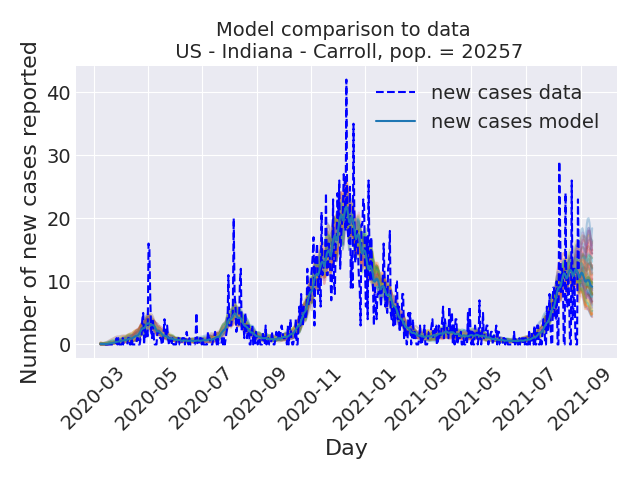 Model comparison to data
US - Indiana - Carroll, pop. = 20257
Number of new cases reported
40
30
20
10
0
new cases data
new cases model
2020-03
2020-05
2020-07
2020-09
2020-11
2021-01
2021-03
2021-05
2021-07
2021-09
Day